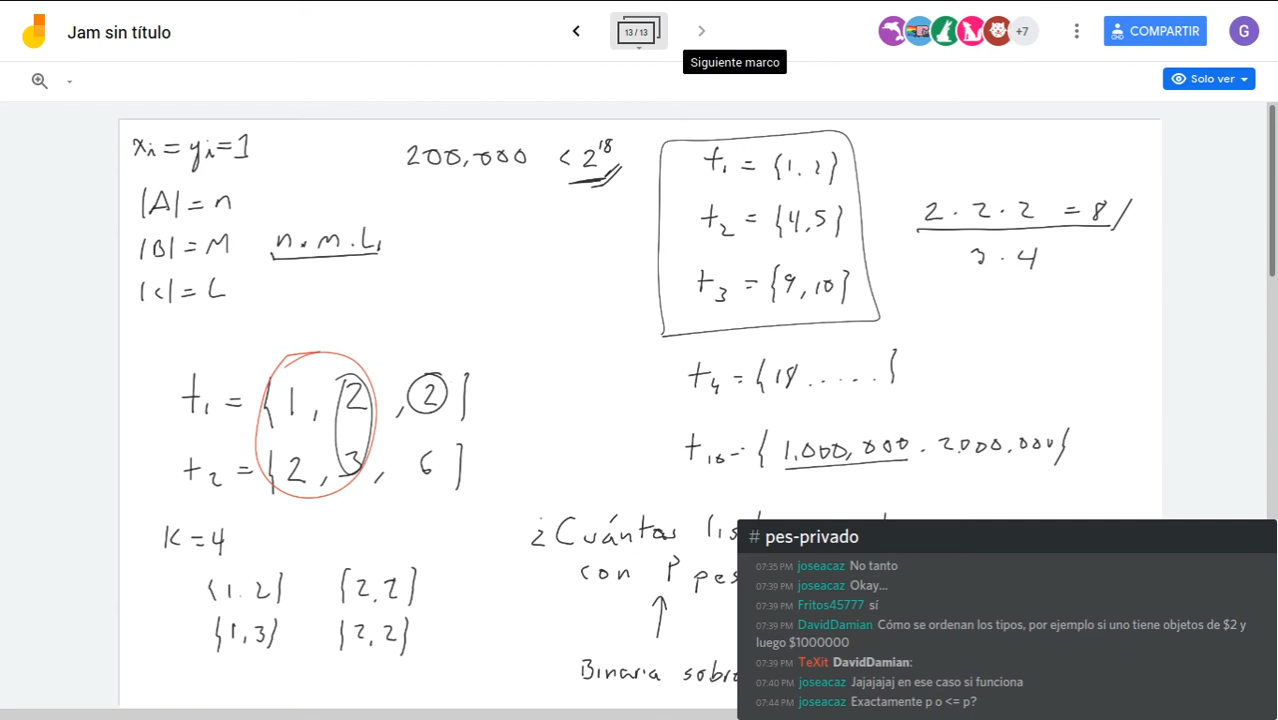 Jam sin título
13 / 13
+7
COMPARTIR
G
Siguiente marco
Solo ver
xi = yi = 1
|A| = n
|B| = M
n . m . L
|K| = L
200,000 < 2^18
t1 = {1, 2}
t2 = {4, 5}
t3 = {9, 10}
2 . 2 . 2 = 8
3 . 4
t4 = {18 . . . . . . }
t10 = { 1,000,000 . 2,000,000}
t1 = {1, 2, 2}
t2 = {2, 3, 6}
K = 4
{1, 2} {2, 2}
{1, 3} {2, 2}
¿Cuántas
con P
Binaria
# pes-privado
07:35 PM joseacaz No tanto
07:39 PM joseacaz Okay...
07:39 PM Fritos45777 sí
07:39 PM DavidDamian Cómo se ordenan los tipos, por ejemplo si uno tiene objetos de $2 y
luego $1000000
07:39 PM TeXit DavidDamian:
07:40 PM joseacaz Jajajajaj en ese caso si funciona
07:44 PM joseacaz Exactamente p o <= p?